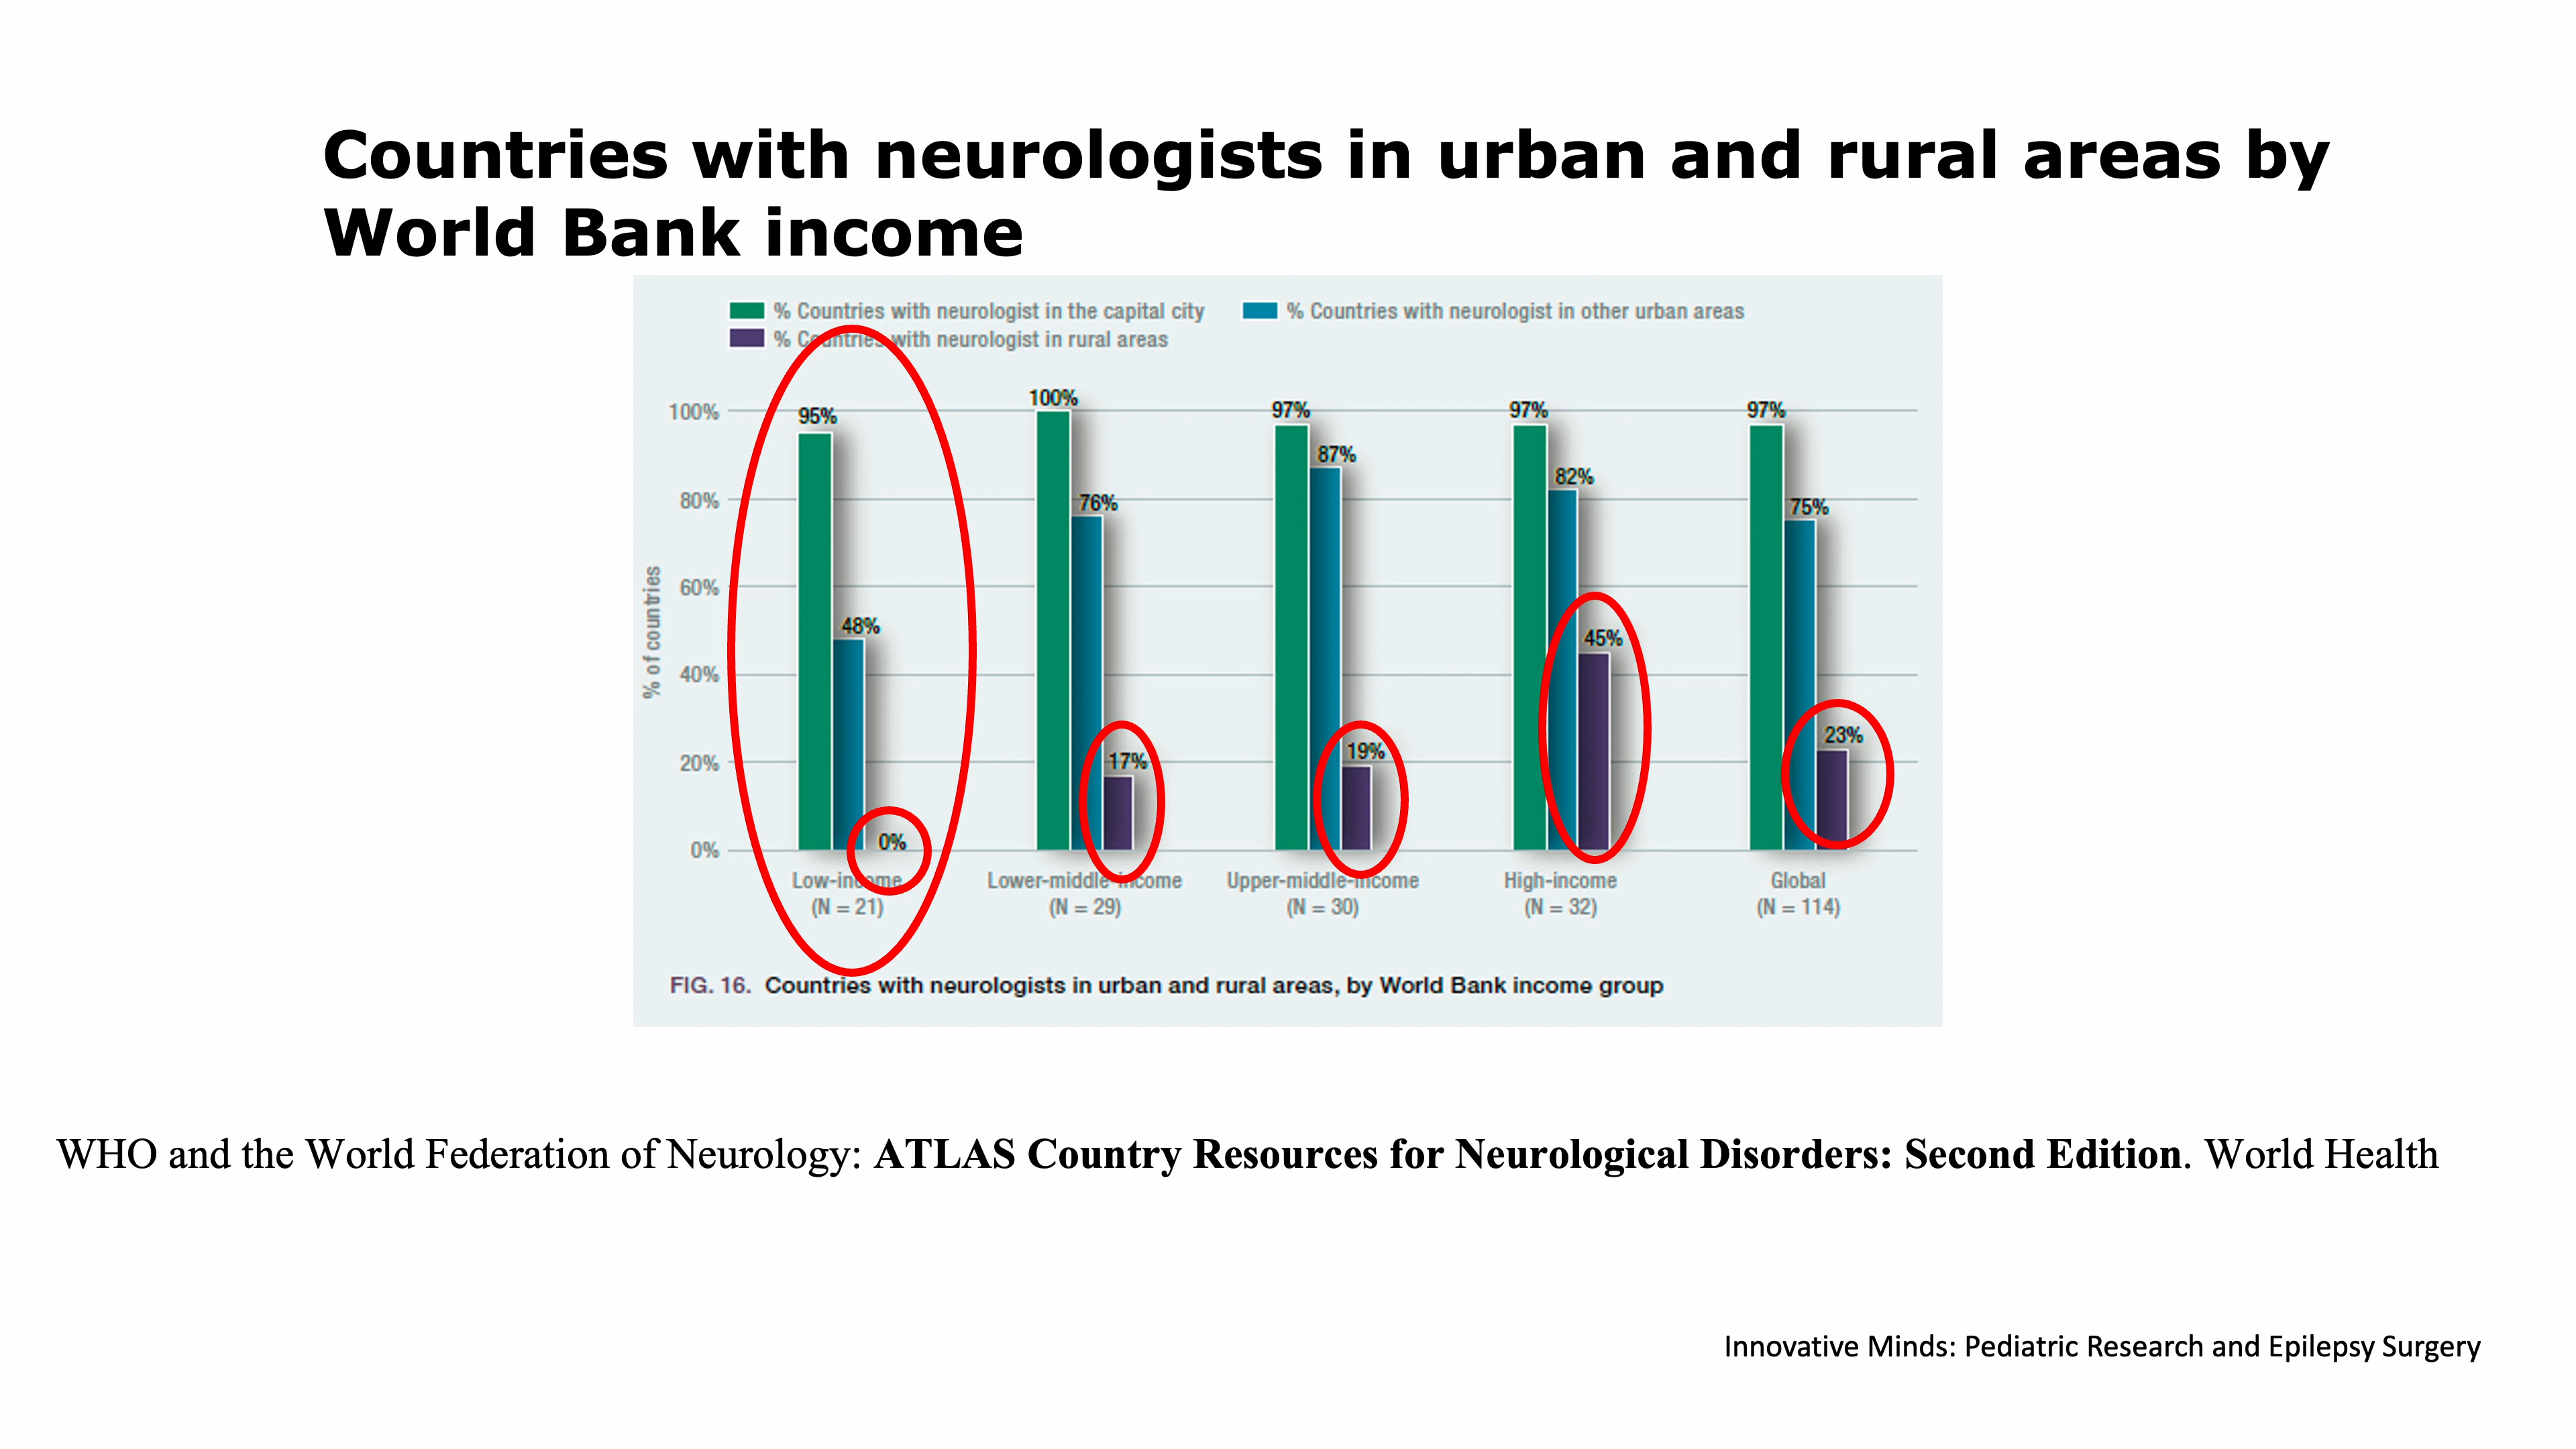 Countries with neurologists in urban and rural areas by
World Bank income
% Countries with neurologist in the capital city
% Countries with neurologist in other urban areas
% Countries with neurologist in rural areas
% of countries
100%
80%
60%
40%
20%
0%
95%
48%
0%
100%
76%
17%
97%
87%
19%
97%
82%
45%
97%
75%
23%
Low-income
(N = 21)
Lower-middle-income
(N = 29)
Upper-middle-income
(N = 30)
High-income
(N = 32)
Global
(N = 114)
FIG. 16. Countries with neurologists in urban and rural areas, by World Bank income group
WHO and the World Federation of Neurology: ATLAS Country Resources for Neurological Disorders: Second Edition. World Health
Innovative Minds: Pediatric Research and Epilepsy Surgery